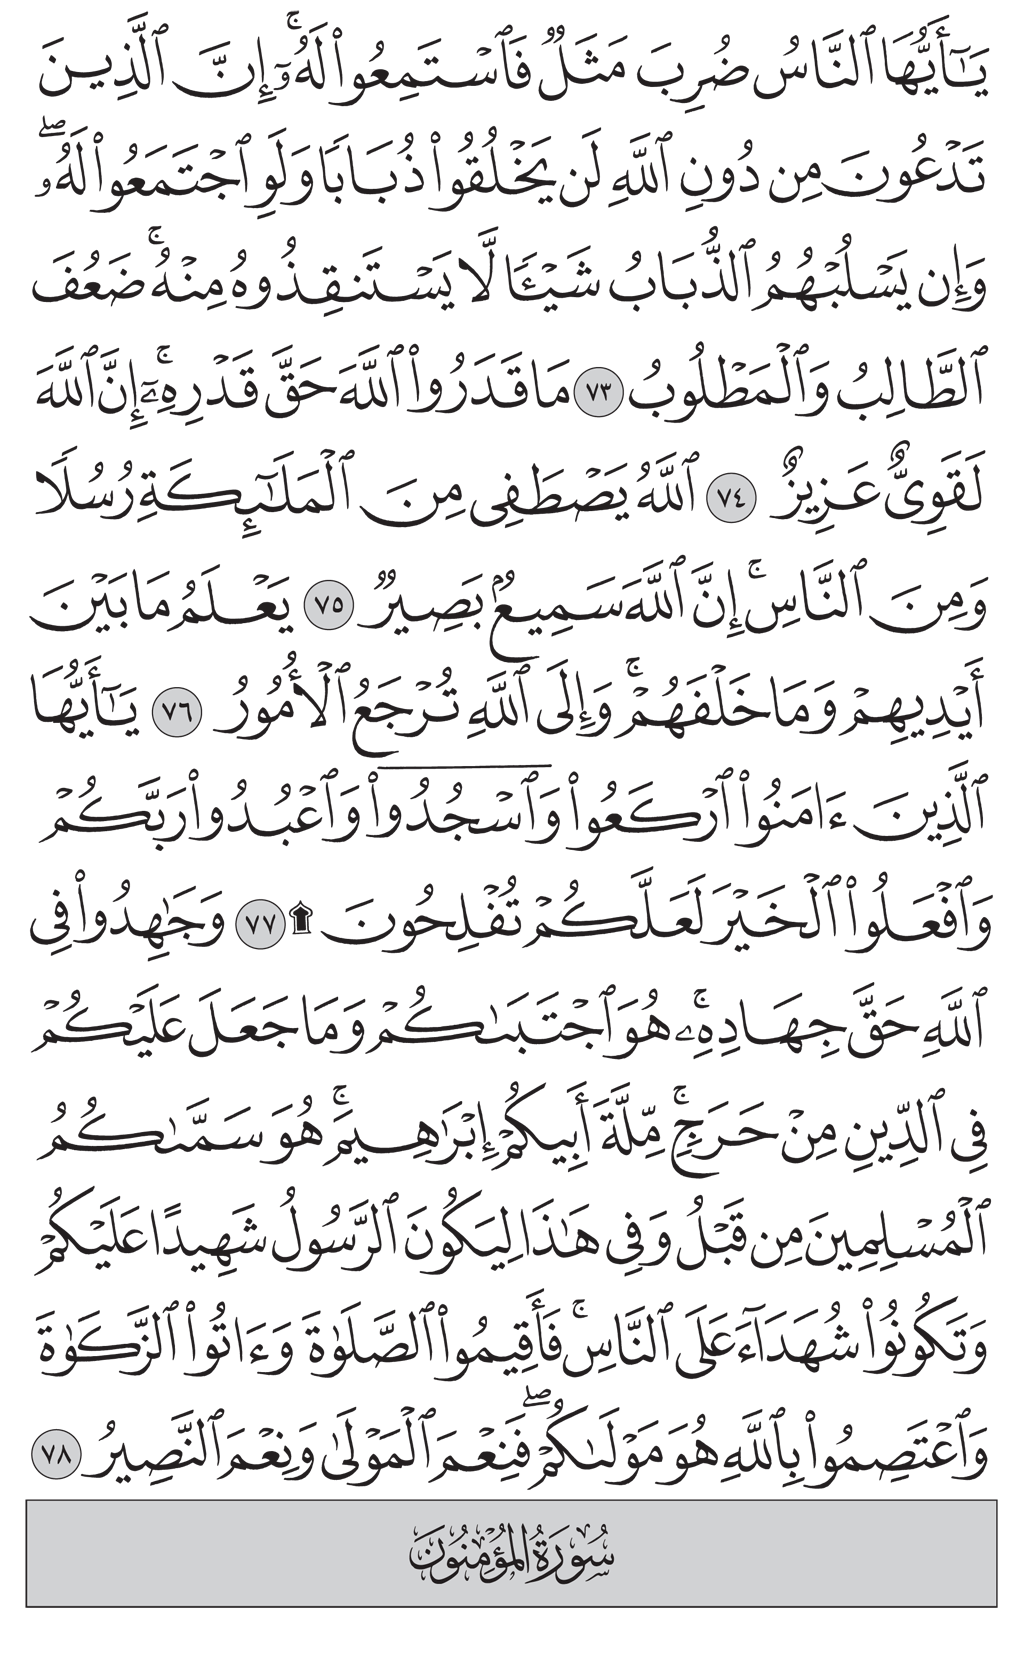 يَـٰٓأَيُّهَا ٱلنَّاسُ ضُرِبَ مَثَلٌ فَٱسْتَمِعُوا۟ لَهُۥٓ ۚ إِنَّ ٱلَّذِينَ
تَدْعُونَ مِن دُونِ ٱللَّهِ لَن يَخْلُقُوا۟ ذُبَابًا وَلَوِ ٱجْتَمَعُوا۟ لَهُۥ ۖ
وَإِن يَسْلُبْهُمُ ٱلذُّبَابُ شَيْـًٔا لَّا يَسْتَنقِذُوهُ مِنْهُ ۚ ضَعُفَ
ٱلطَّالِبُ وَٱلْمَطْلُوبُ ٧٣ مَا قَدَرُوا۟ ٱللَّهَ حَقَّ قَدْرِهِۦٓ ۚ إِنَّ ٱللَّهَ
لَقَوِىٌّ عَزِيزٌ ٧٤ ٱللَّهُ يَصْطَفِى مِنَ ٱلْمَلَـٰٓئِكَةِ رُسُلًا
وَمِنَ ٱلنَّاسِ ۚ إِنَّ ٱللَّهَ سَمِيعٌۢ بَصِيرٌ ٧٥ يَعْلَمُ مَا بَيْنَ
أَيْدِيهِمْ وَمَا خَلْفَهُمْ ۚ وَإِلَى ٱللَّهِ تُرْجَعُ ٱلْأُمُورُ ٧٦ يَـٰٓأَيُّهَا
ٱلَّذِينَ ءَامَنُوا۟ ٱرْكَعُوا۟ وَٱسْجُدُوا۟ وَٱعْبُدُوا۟ رَبَّكُمْ
وَٱفْعَلُوا۟ ٱلْخَيْرَ لَعَلَّكُمْ تُفْلِحُونَ ۩ ٧٧ وَجَـٰهِدُوا۟ فِى
ٱللَّهِ حَقَّ جِهَادِهِۦ ۚ هُوَ ٱجْتَبَىٰكُمْ وَمَا جَعَلَ عَلَيْكُمْ
فِى ٱلدِّينِ مِنْ حَرَجٍ ۚ مِّلَّةَ أَبِيكُمْ إِبْرَٰهِيمَ ۚ هُوَ سَمَّىٰكُمُ
ٱلْمُسْلِمِينَ مِن قَبْلُ وَفِى هَـٰذَا لِيَكُونَ ٱلرَّسُولُ شَهِيدًا عَلَيْكُمْ
وَتَكُونُوا۟ شُهَدَآءَ عَلَى ٱلنَّاسِ ۚ فَأَقِيمُوا۟ ٱلصَّلَوٰةَ وَءَاتُوا۟ ٱلزَّكَوٰةَ
وَٱعْتَصِمُوا۟ بِٱللَّهِ هُوَ مَوْلَىٰكُمْ ۖ فَنِعْمَ ٱلْمَوْلَىٰ وَنِعْمَ ٱلنَّصِيرُ ٧٨
سُورَةُ المُؤْمِنُونَ